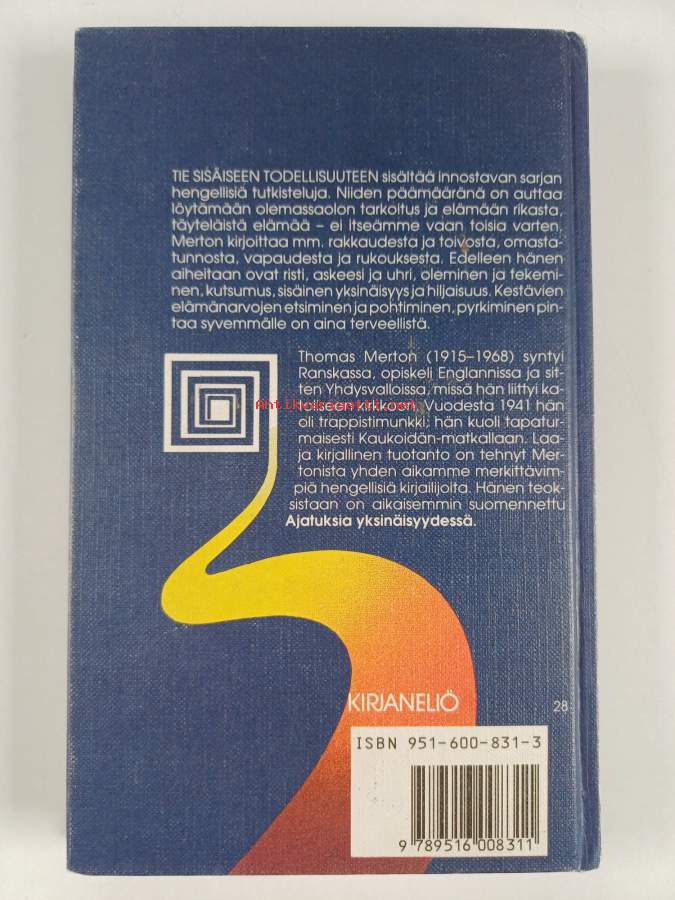 TIE SISÄISEEN TODELLISUUTEEN sisältää innostavan sarjan
hengellisiä tutkisteluja. Niiden päämääränä on auttaa
löytämään olemassaolon tarkoitus ja elämään rikasta,
täyteläistä elämää – ei itseämme vaan toisia varten.
Merton kirjoittaa mm. rakkaudesta ja toivosta, omasta-
tunnosta, vapaudesta ja rukouksesta. Edelleen hänen
aiheitaan ovat risti, askeesi ja uhri, oleminen ja tekemi-
nen, kutsumus, sisäinen yksinäisyys ja hiljaisuus. Kestävien
elämänarvojen etsiminen ja pohtiminen, pyrkiminen pin-
taa syvemmälle on aina terveellistä.
Thomas Merton (1915–1968) syntyi
Ranskassa, opiskeli Englannissa ja sit-
ten Yhdysvalloissa, missä hän liittyi ka-
toliseen kirkkoon. Vuodesta 1941 hän
oli trappistimunkki; hän kuoli tapatur-
maisesti Kaukoidän-matkallaan. Laa-
ja kirjallinen tuotanto on tehnyt Mer-
tonista yhden aikamme merkittävim-
piä hengellisiä kirjailijoita. Hänen teok-
sistaan on aikaisemmin suomennettu
Ajatuksia yksinäisyydessä.
KIRJANELIÖ
28
ISBN 951-600-831-3
9 789516 008311